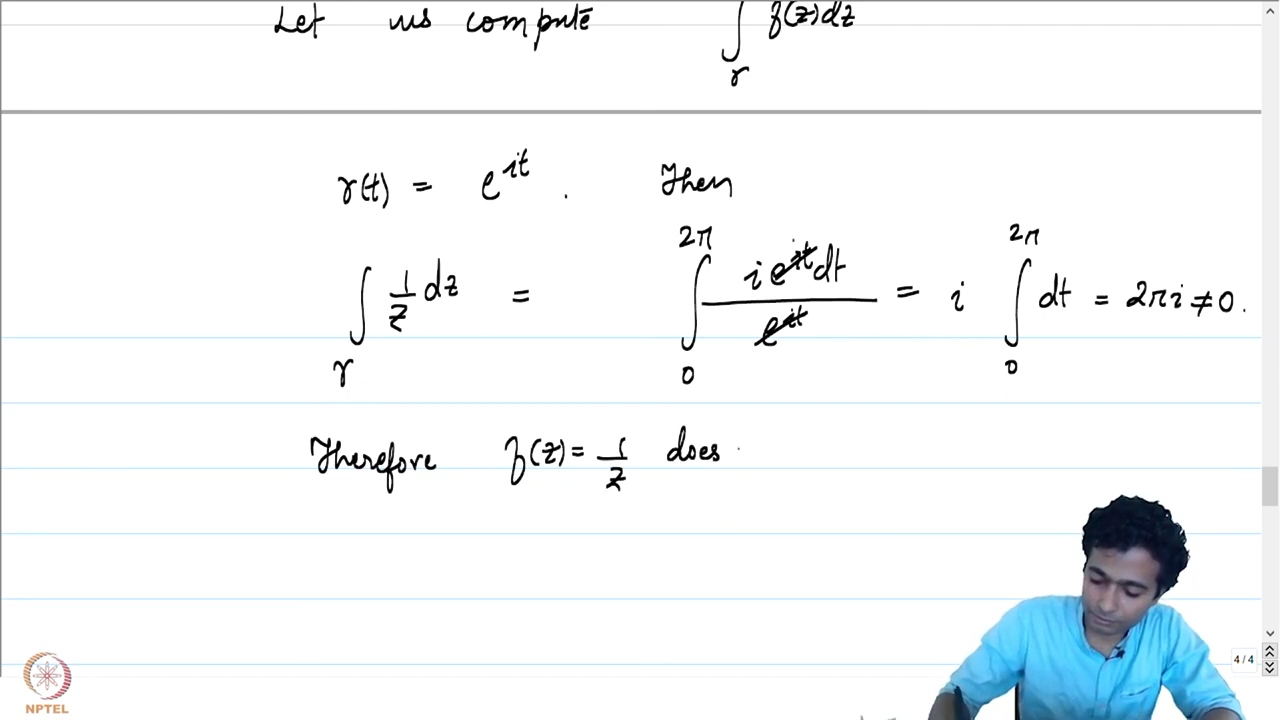 Let us compute ∫_γ f(z)dz
γ(t) = e^{it}. Then
∫_γ 1/z dz = ∫_0^{2π} i e^{it} dt / e^{it} = i ∫_0^{2π} dt = 2πi ≠ 0.
Therefore f(z) = 1/z does
4 / 4
NPTEL